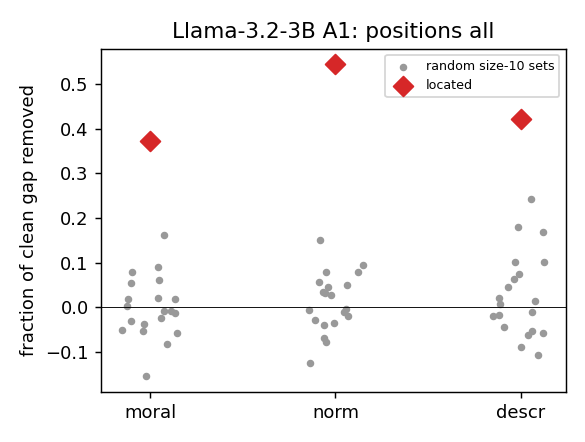 Llama-3.2-3B A1: positions all
random size-10 sets
located
fraction of clean gap removed
0.5
0.4
0.3
0.2
0.1
0.0
−0.1
moral norm descr